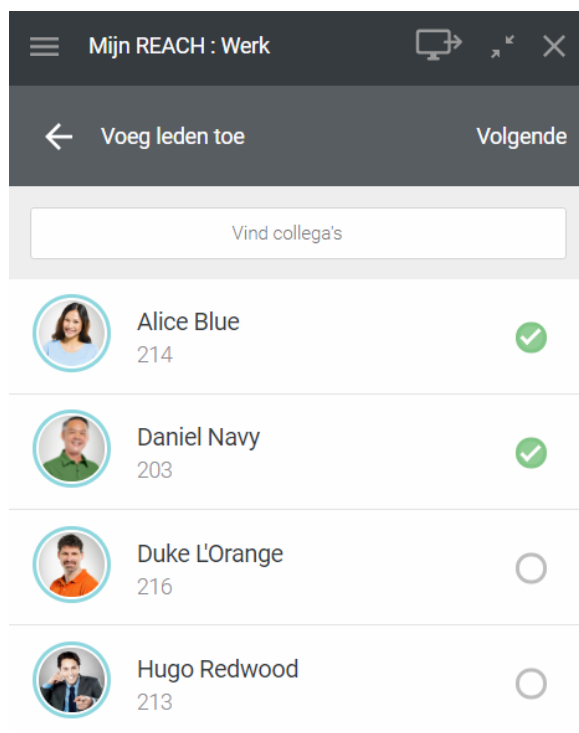 Mijn REACH : Werk
Voeg leden toe
Volgende
Vind collega's
Alice Blue
214
Daniel Navy
203
Duke L'Orange
216
Hugo Redwood
213